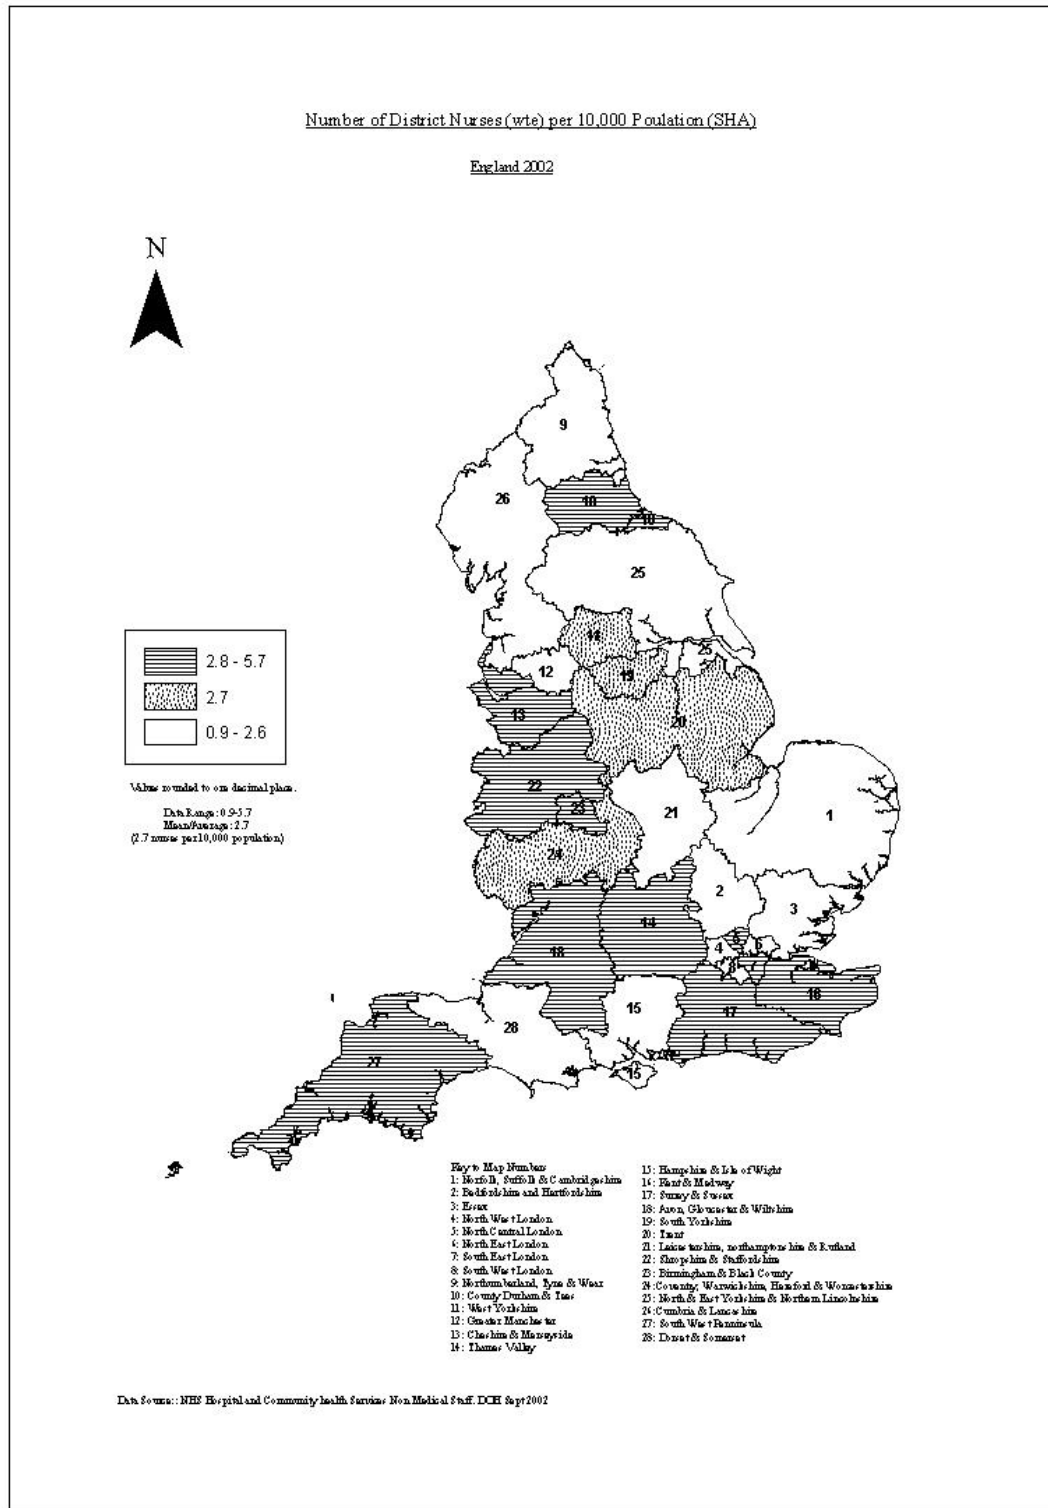 Number of District Nurses (wte) per 10,000 Poulation (SHA)
England 2002
N
9
26
10
10
25
11
25
12
19
13
20
22
23
21
1
24
2
3
14
18
4
5
6
8
16
17
15
28
15
27
2.8 - 5.7
2.7
0.9 - 2.6
Values rounded to one decimal place.
Data Range: 0.9-5.7
Mean/Average: 2.7
(2.7 nurses per10,000 population)
Key to Map Numbers
1: Norfolk, Suffolk & Cambridgeshire
2: Bedfordshire and Hertfordshire
3: Essex
4: North West London
5: North Central London
6: North East London
7: South East London
8: South West London
9: Northumberland, Tyne & Wear
10: County Durham & Tees
11: West Yorkshire
12: Greater Manchester
13: Cheshire & Merseyside
14: Thames Valley
15: Hampshire & Isle of Wight
16: Kent & Medway
17: Surrey & Sussex
18: Avon, Gloucester & Wiltshire
19: South Yorkshire
20: Trent
21: Leicestershire, northamptonshire & Rutland
22: Shropshire & Staffordshire
23: Birmingham & Black County
24: Coventry, Warwickshire, Hereford & Worcestershire
25: North & East Yorkshire & Northern Lincolnshire
26: Cumbria & Lancashire
27: South West Penninsula
28: Dorset & Somerset
Data Source:: NHS Hospital and Community health Services Non Medical Staff. DOH Sept 2002